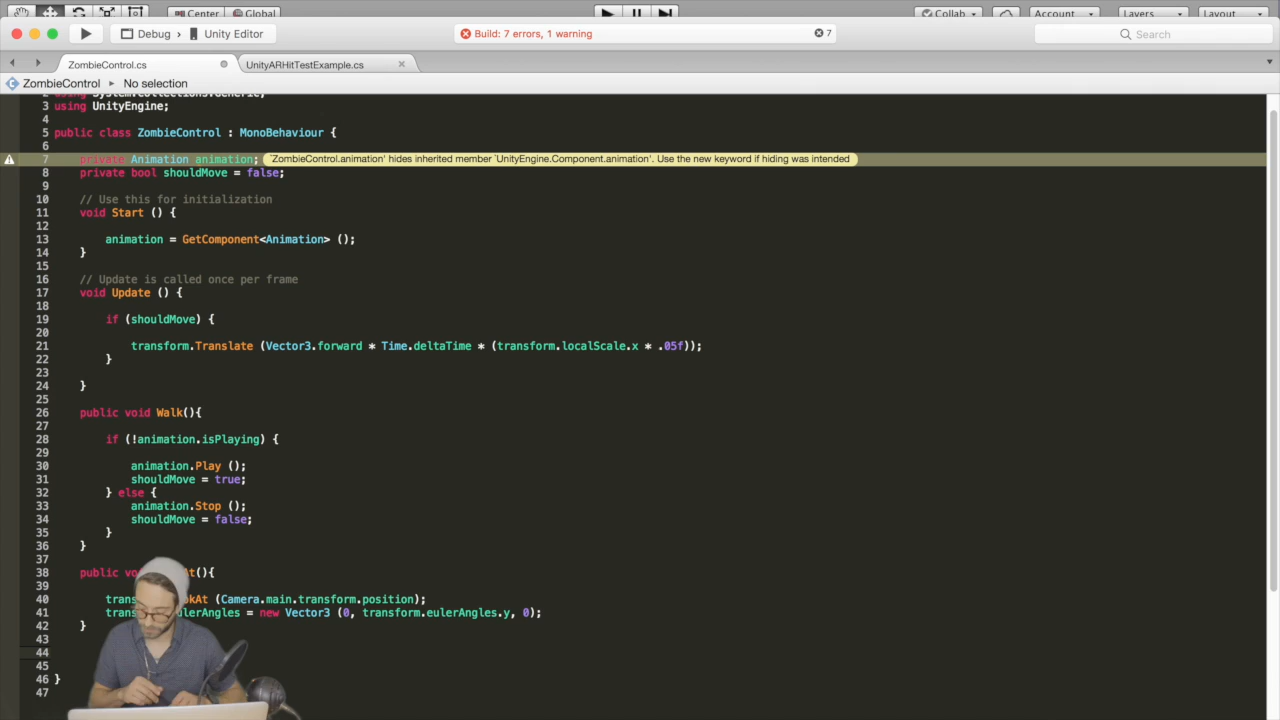 Center Global Collab Account Layers Layout
Debug Unity Editor Build: 7 errors, 1 warning 7 Search
ZombieControl.cs UnityARHitTestExample.cs
ZombieControl No selection
2 using System.Collections.Generic;
3 using UnityEngine;
4
5 public class ZombieControl : MonoBehaviour {
6
7 private Animation animation; `ZombieControl.animation' hides inherited member `UnityEngine.Component.animation'. Use the new keyword if hiding was intended
8 private bool shouldMove = false;
9
10 // Use this for initialization
11 void Start () {
12
13 animation = GetComponent<Animation> ();
14 }
15
16 // Update is called once per frame
17 void Update () {
18
19 if (shouldMove) {
20
21 transform.Translate (Vector3.forward * Time.deltaTime * (transform.localScale.x * .05f));
22 }
23
24 }
25
26 public void Walk(){
27
28 if (!animation.isPlaying) {
29
30 animation.Play ();
31 shouldMove = true;
32 } else {
33 animation.Stop ();
34 shouldMove = false;
35 }
36 }
37
38 public
39
40 (Camera.main.transform.position);
41 = new Vector3 (0, transform.eulerAngles.y, 0);
42 }
43
44
45
46 }
47